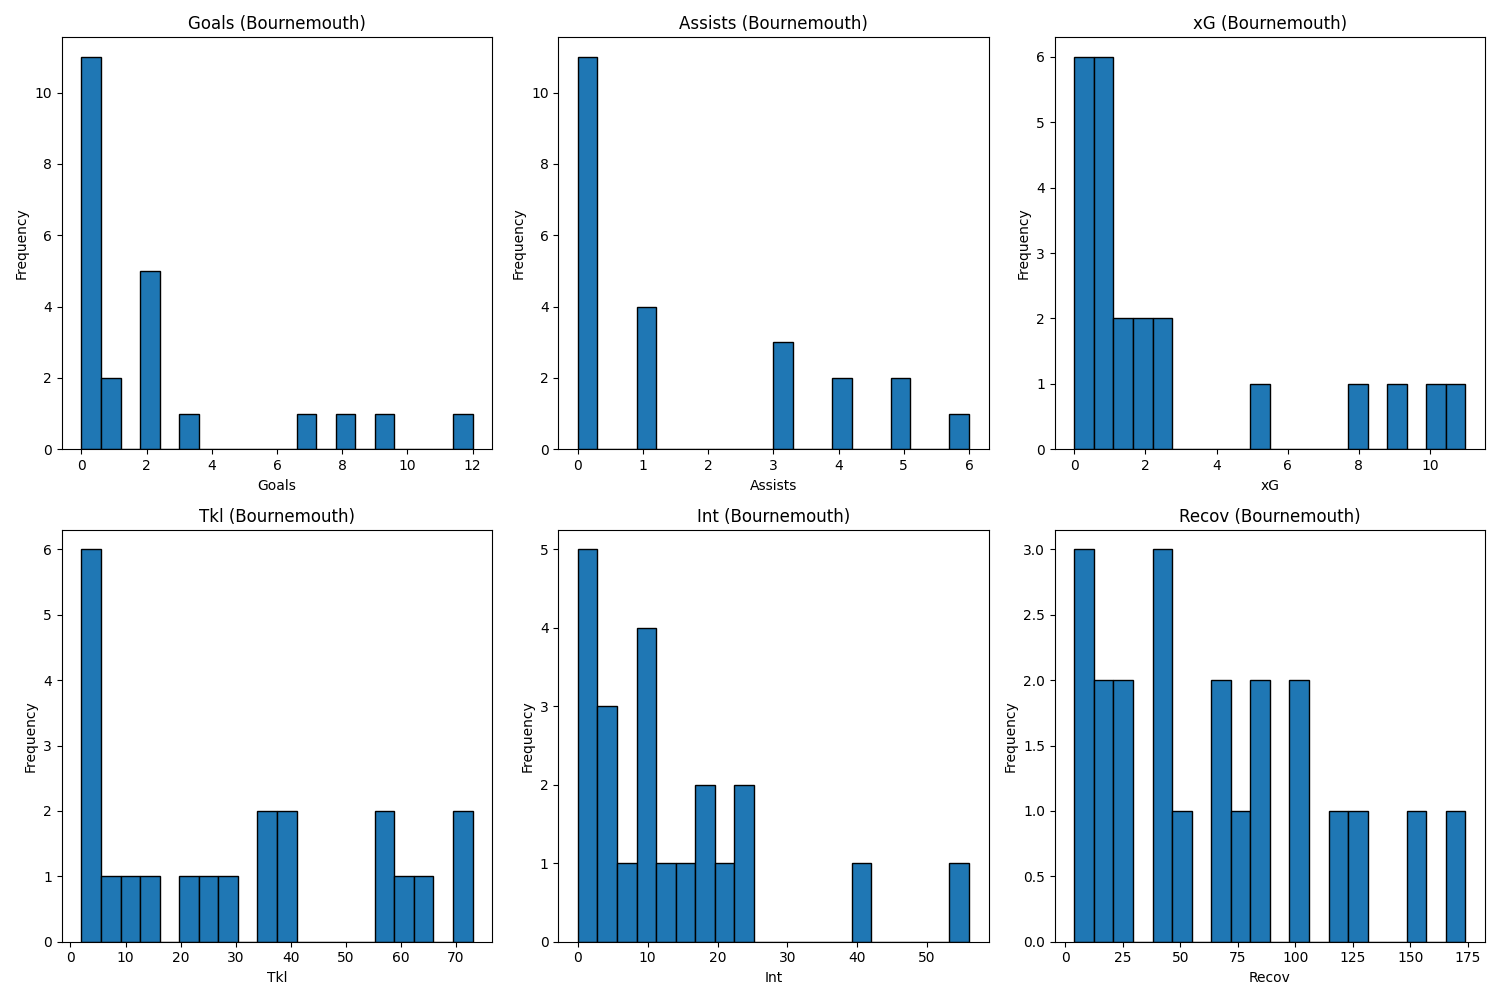 Goals (Bournemouth)
10
8
6
4
2
0
Frequency
0 2 4 6 8 10 12
Goals
Assists (Bournemouth)
10
8
6
4
2
0
Frequency
0 1 2 3 4 5 6
Assists
xG (Bournemouth)
6
5
4
3
2
1
0
Frequency
0 2 4 6 8 10
xG
Tkl (Bournemouth)
6
5
4
3
2
1
0
Frequency
0 10 20 30 40 50 60 70
Tkl
Int (Bournemouth)
5
4
3
2
1
0
Frequency
0 10 20 30 40 50
Int
Recov (Bournemouth)
3.0
2.5
2.0
1.5
1.0
0.5
0.0
Frequency
0 25 50 75 100 125 150 175
Recov